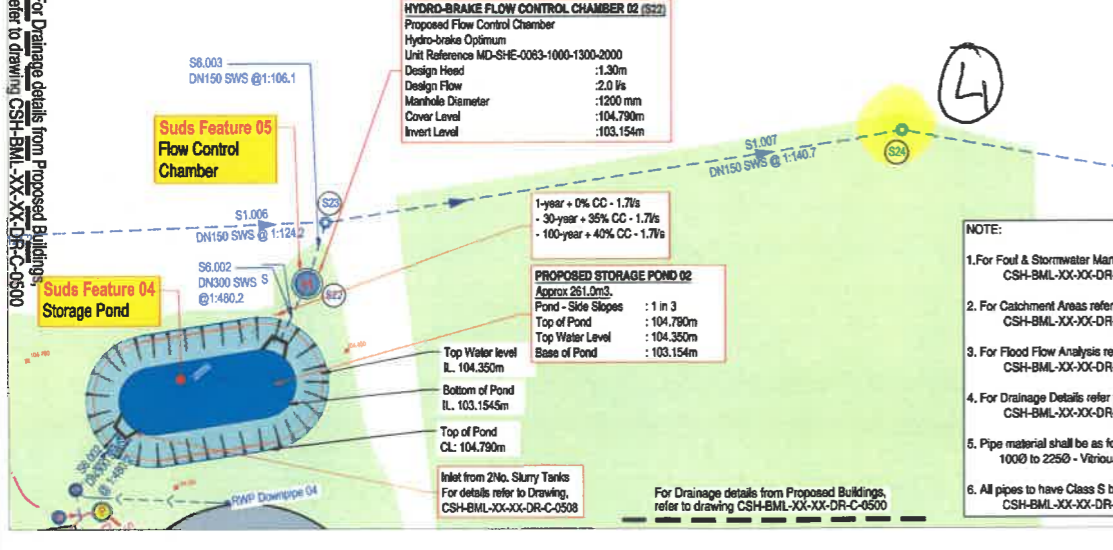 For Drainage details from Proposed Buildings,
refer to drawing CSH-BML-XX-XX-DR-C-0500
HYDRO-BRAKE FLOW CONTROL CHAMBER 02 (S22)
Proposed Flow Control Chamber
Hydro-brake Optimum
Unit Reference MD-SHE-0063-1000-1300-2000
Design Head :1.30m
Design Flow :2.0 l/s
Manhole Diameter :1200 mm
Cover Level :104.790m
Invert Level :103.154m
4
S6.003
DN150 SWS @1:106.1
Suds Feature 05
Flow Control
Chamber
S1.007
DN150 SWS @ 1:140.7
S24
S23
S1.006
DN150 SWS @ 1:124.2
1-year + 0% CC - 1.7l/s
- 30-year + 35% CC - 1.7l/s
- 100-year + 40% CC - 1.7l/s
S6.002
DN300 SWS S
@1:480.2
S22
Suds Feature 04
Storage Pond
PROPOSED STORAGE POND 02
Approx 261.0m3.
Pond - Side Slopes : 1 in 3
Top of Pond : 104.790m
Top Water Level : 104.350m
Base of Pond : 103.154m
Top Water level
IL. 104.350m
Bottom of Pond
IL. 103.1545m
Top of Pond
CL: 104.790m
Inlet from 2No. Slurry Tanks
For details refer to Drawing,
CSH-BML-XX-XX-DR-C-0508
RWP Downpipe 04
For Drainage details from Proposed Buildings,
refer to drawing CSH-BML-XX-XX-DR-C-0500
NOTE:
1.For Foul & Stormwater Man
CSH-BML-XX-XX-DR-
2. For Catchment Areas refer
CSH-BML-XX-XX-DR-
3. For Flood Flow Analysis re
CSH-BML-XX-XX-DR-
4. For Drainage Details refer
CSH-BML-XX-XX-DR-
5. Pipe material shall be as fo
100Ø to 225Ø - Vitriou
6. All pipes to have Class S b
CSH-BML-XX-XX-DR-